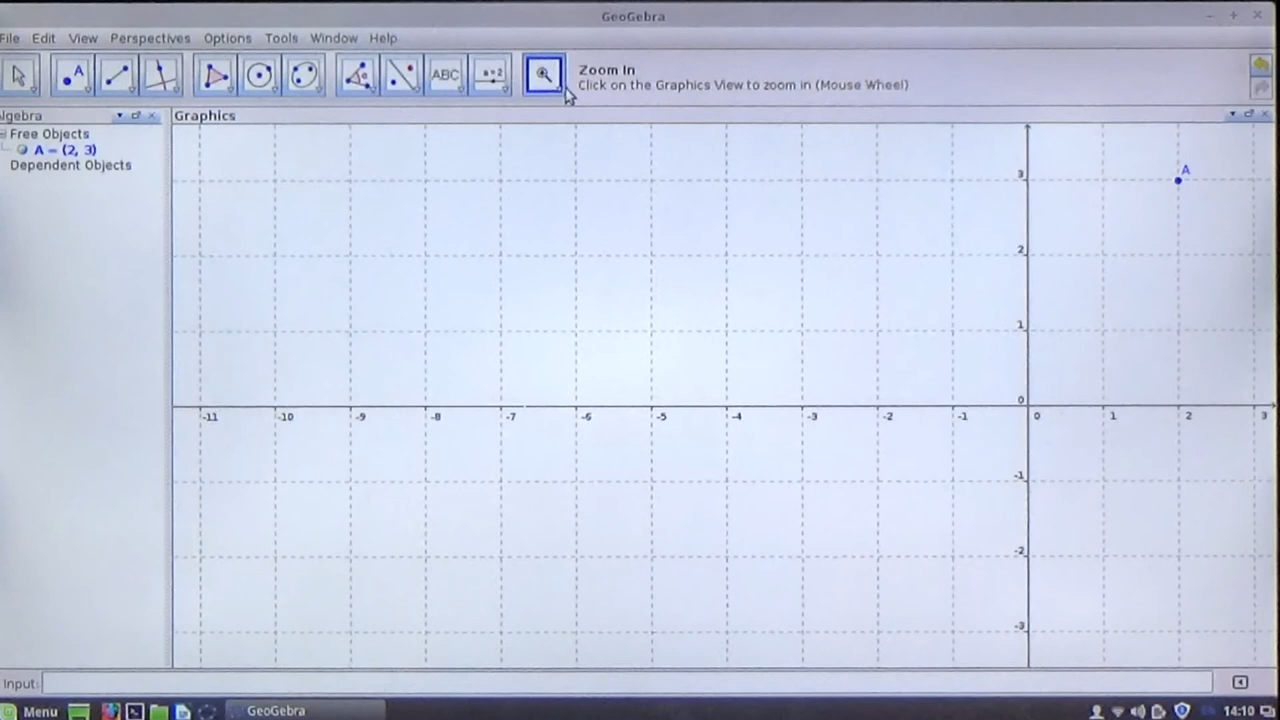 GeoGebra
File Edit View Perspectives Options Tools Window Help
A
ABC
a=2
Zoom In
Click on the Graphics View to zoom in (Mouse Wheel)
lgebra
Graphics
Free Objects
A = (2, 3)
Dependent Objects
A
3
2
1
0
-11 -10 -9 -8 -7 -6 -5 -4 -3 -2 -1 0 1 2 3
-1
-2
-3
Input:
Menu GeoGebra 14:10